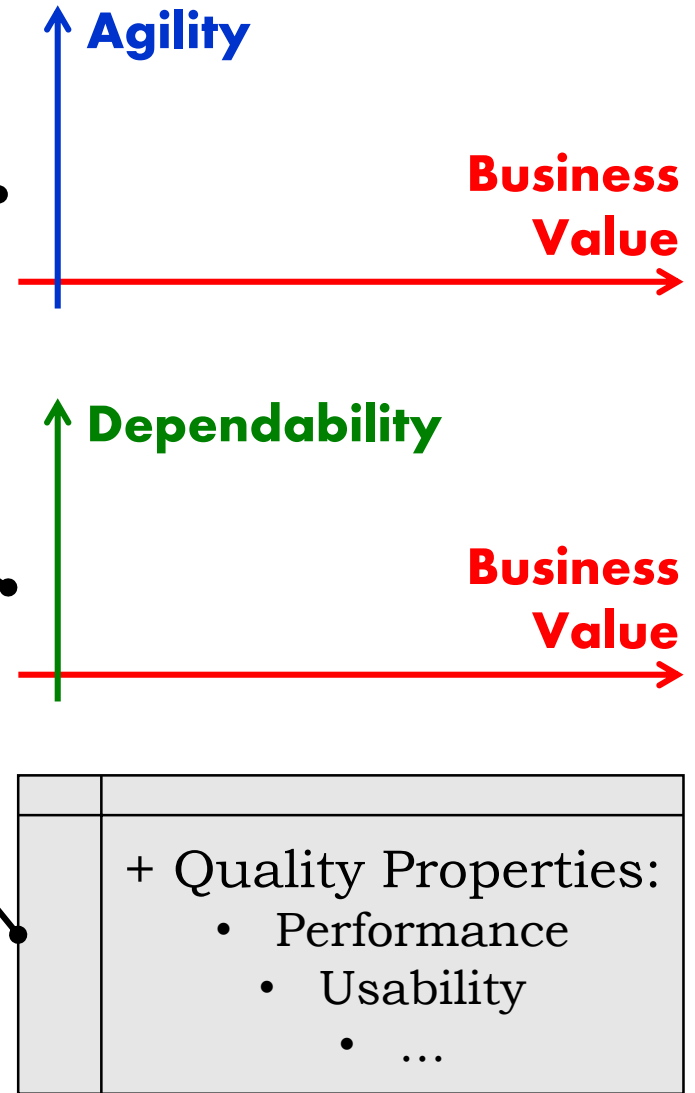 Agility
Business
Value
Dependability
Business
Value
+ Quality Properties:
• Performance
• Usability
• …